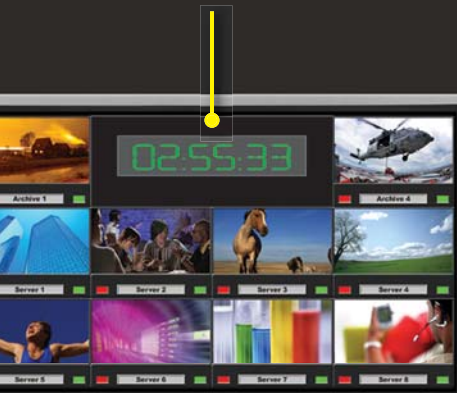 02:55:33
Archive 1
Archive 4
Server 1
Server 2
Server 3
Server 4
Server 5
Server 6
Server 7
Server 8